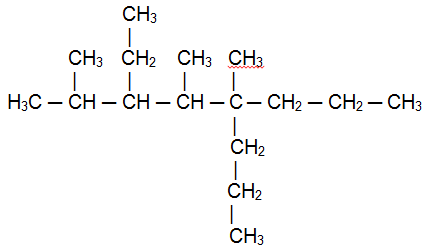 CH₃
CH₃ CH₂ CH₃ CH₃
H₃C – CH – CH – CH – C – CH₂ – CH₂ – CH₃
CH₂
CH₂
CH₃